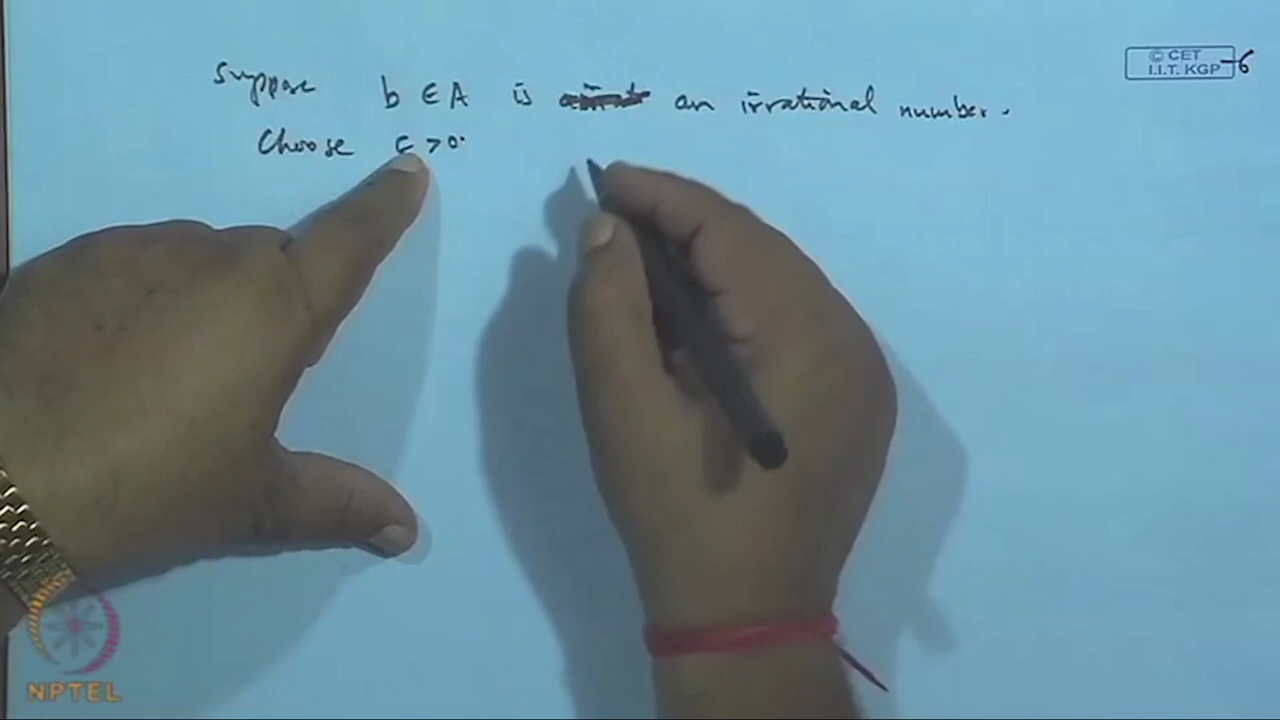 Suppose b ∈ A is an irrational number.
Choose ε > 0.
© CET
I.I.T. KGP
6
NPTEL